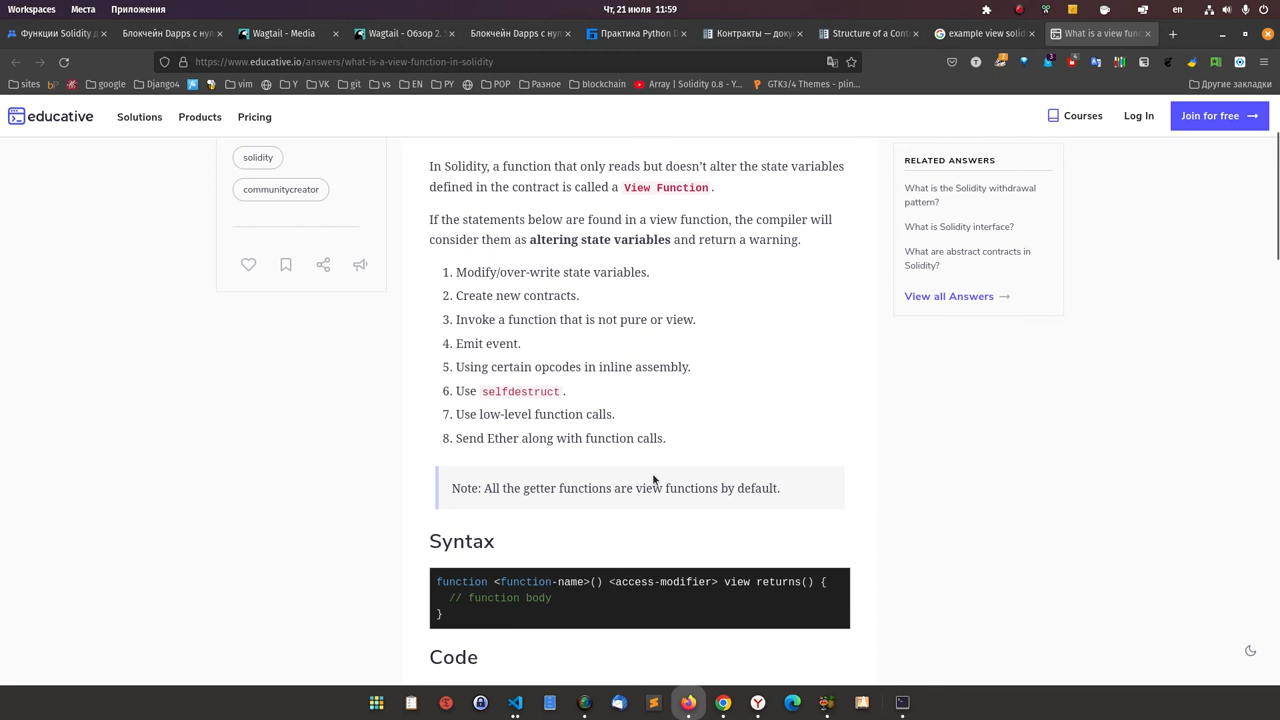 Workspaces Места Приложения Чт, 21 июля 11:59 en
Функции Solidity д Блокчейн Dapps с нул Wagtail - Media Wagtail - Обзор 2. Блокчейн Dapps с нул Практика Python D Контракты — доку Structure of a Cont example view solid What is a view func
https://www.educative.io/answers/what-is-a-view-function-in-solidity
sites google Django4 vim Y VK git vs EN PY POP Разное blockchain Array | Solidity 0.8 - ... GTK3/4 Themes - plin... Другие закладки
educative Solutions Products Pricing Courses Log In Join for free
solidity
communitycreator
In Solidity, a function that only reads but doesn’t alter the state variables
defined in the contract is called a View Function.
If the statements below are found in a view function, the compiler will
consider them as altering state variables and return a warning.
1. Modify/over-write state variables.
2. Create new contracts.
3. Invoke a function that is not pure or view.
4. Emit event.
5. Using certain opcodes in inline assembly.
6. Use selfdestruct.
7. Use low-level function calls.
8. Send Ether along with function calls.
Note: All the getter functions are view functions by default.
Syntax
function <function-name>() <access-modifier> view returns() {
// function body
}
Code
RELATED ANSWERS
What is the Solidity withdrawal
pattern?
What is Solidity interface?
What are abstract contracts in
Solidity?
View all Answers